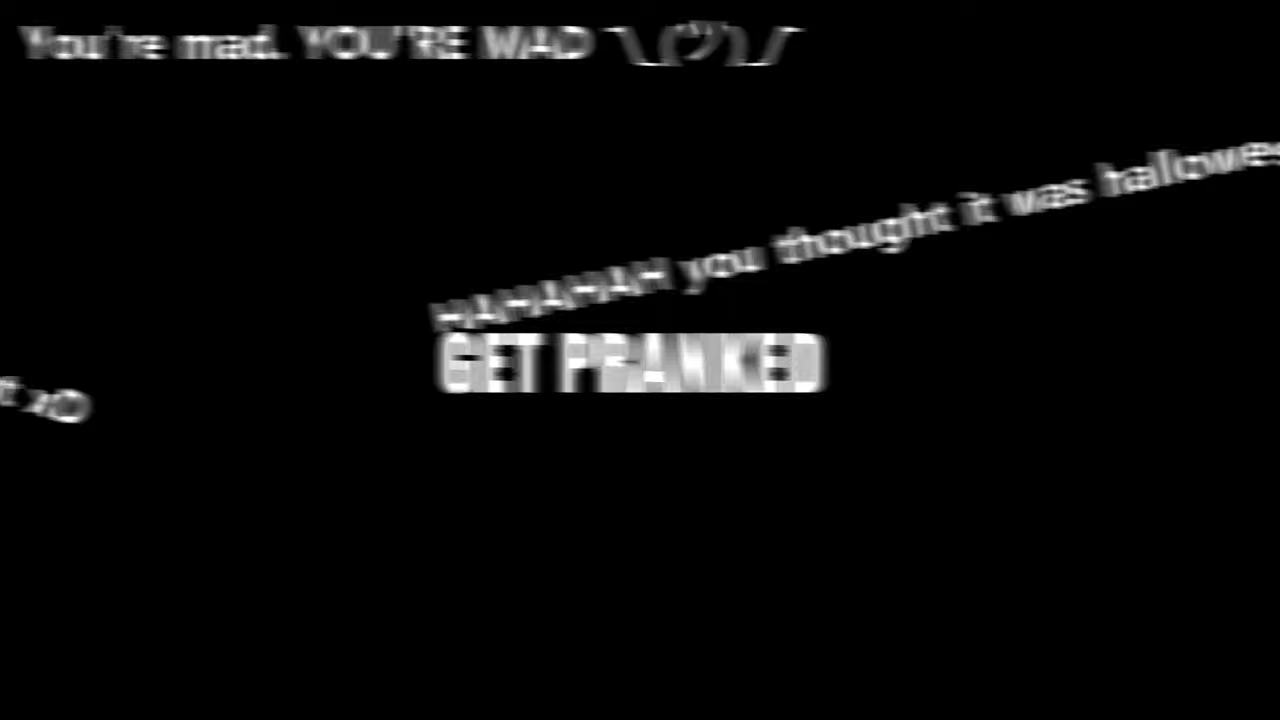 You're mad. YOU'RE MAD ¯\_(ツ)_/¯
HAHAHAH you thought it was hallowe
GET PRANKED